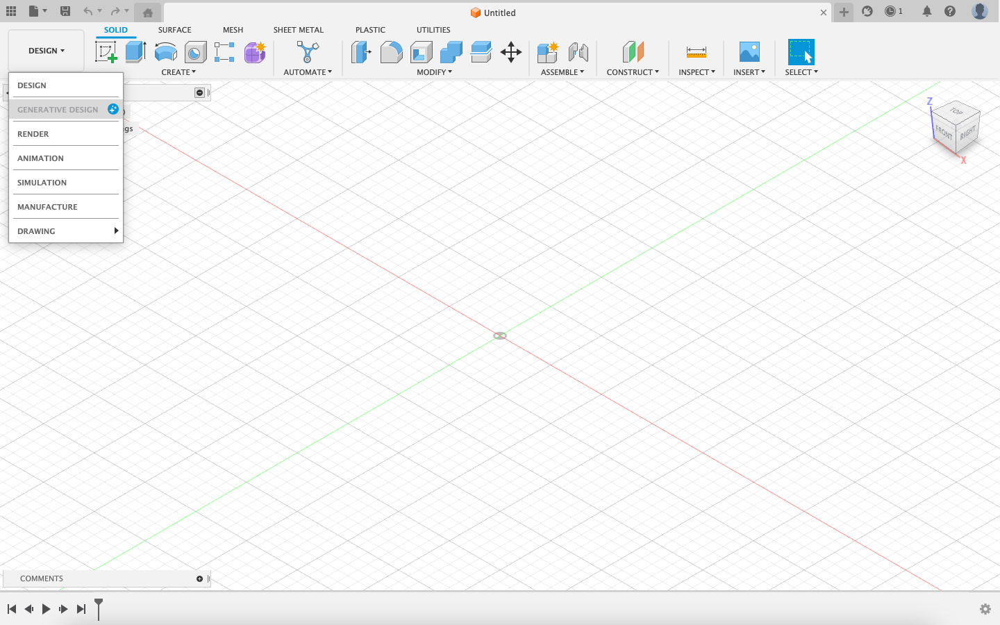 Untitled
1
SOLID SURFACE MESH SHEET METAL PLASTIC UTILITIES
DESIGN
CREATE AUTOMATE MODIFY ASSEMBLE CONSTRUCT INSPECT INSERT SELECT
DESIGN
GENERATIVE DESIGN
RENDER
ANIMATION
SIMULATION
MANUFACTURE
DRAWING
gs
Z
TOP
FRONT RIGHT
X
COMMENTS